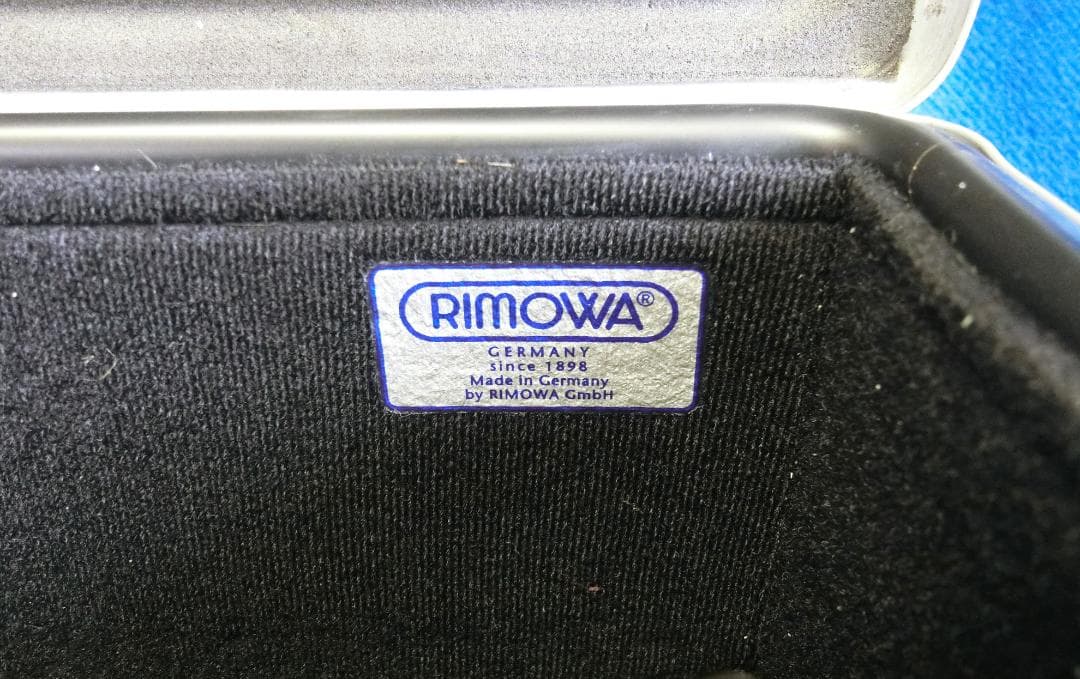 RIMOWA®
GERMANY
since 1898
Made in Germany
by RIMOWA GmbH